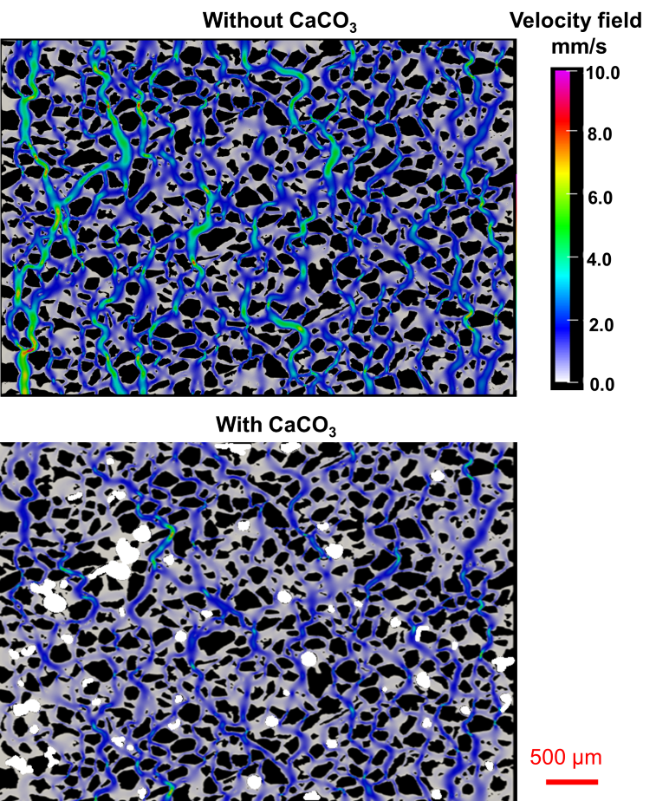 Without CaCO₃
Velocity field
mm/s
10.0
8.0
6.0
4.0
2.0
0.0
With CaCO₃
500 µm